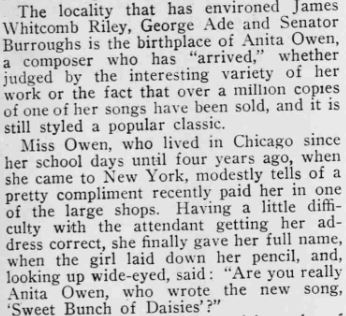 The locality that has environed James
Whitcomb Riley, George Ade and Senator
Burroughs is the birthplace of Anita Owen,
a composer who has "arrived," whether
judged by the interesting variety of her
work or the fact that over a million copies
of one of her songs have been sold, and it is
still styled a popular classic.
Miss Owen, who lived in Chicago since
her school days until four years ago, when
she came to New York, modestly tells of a
pretty compliment recently paid her in one
of the large shops. Having a little diffi-
culty with the attendant getting her ad-
dress correct, she finally gave her full name,
when the girl laid down her pencil, and,
looking up wide-eyed, said: "Are you really
Anita Owen, who wrote the new song,
'Sweet Bunch of Daisies'?"